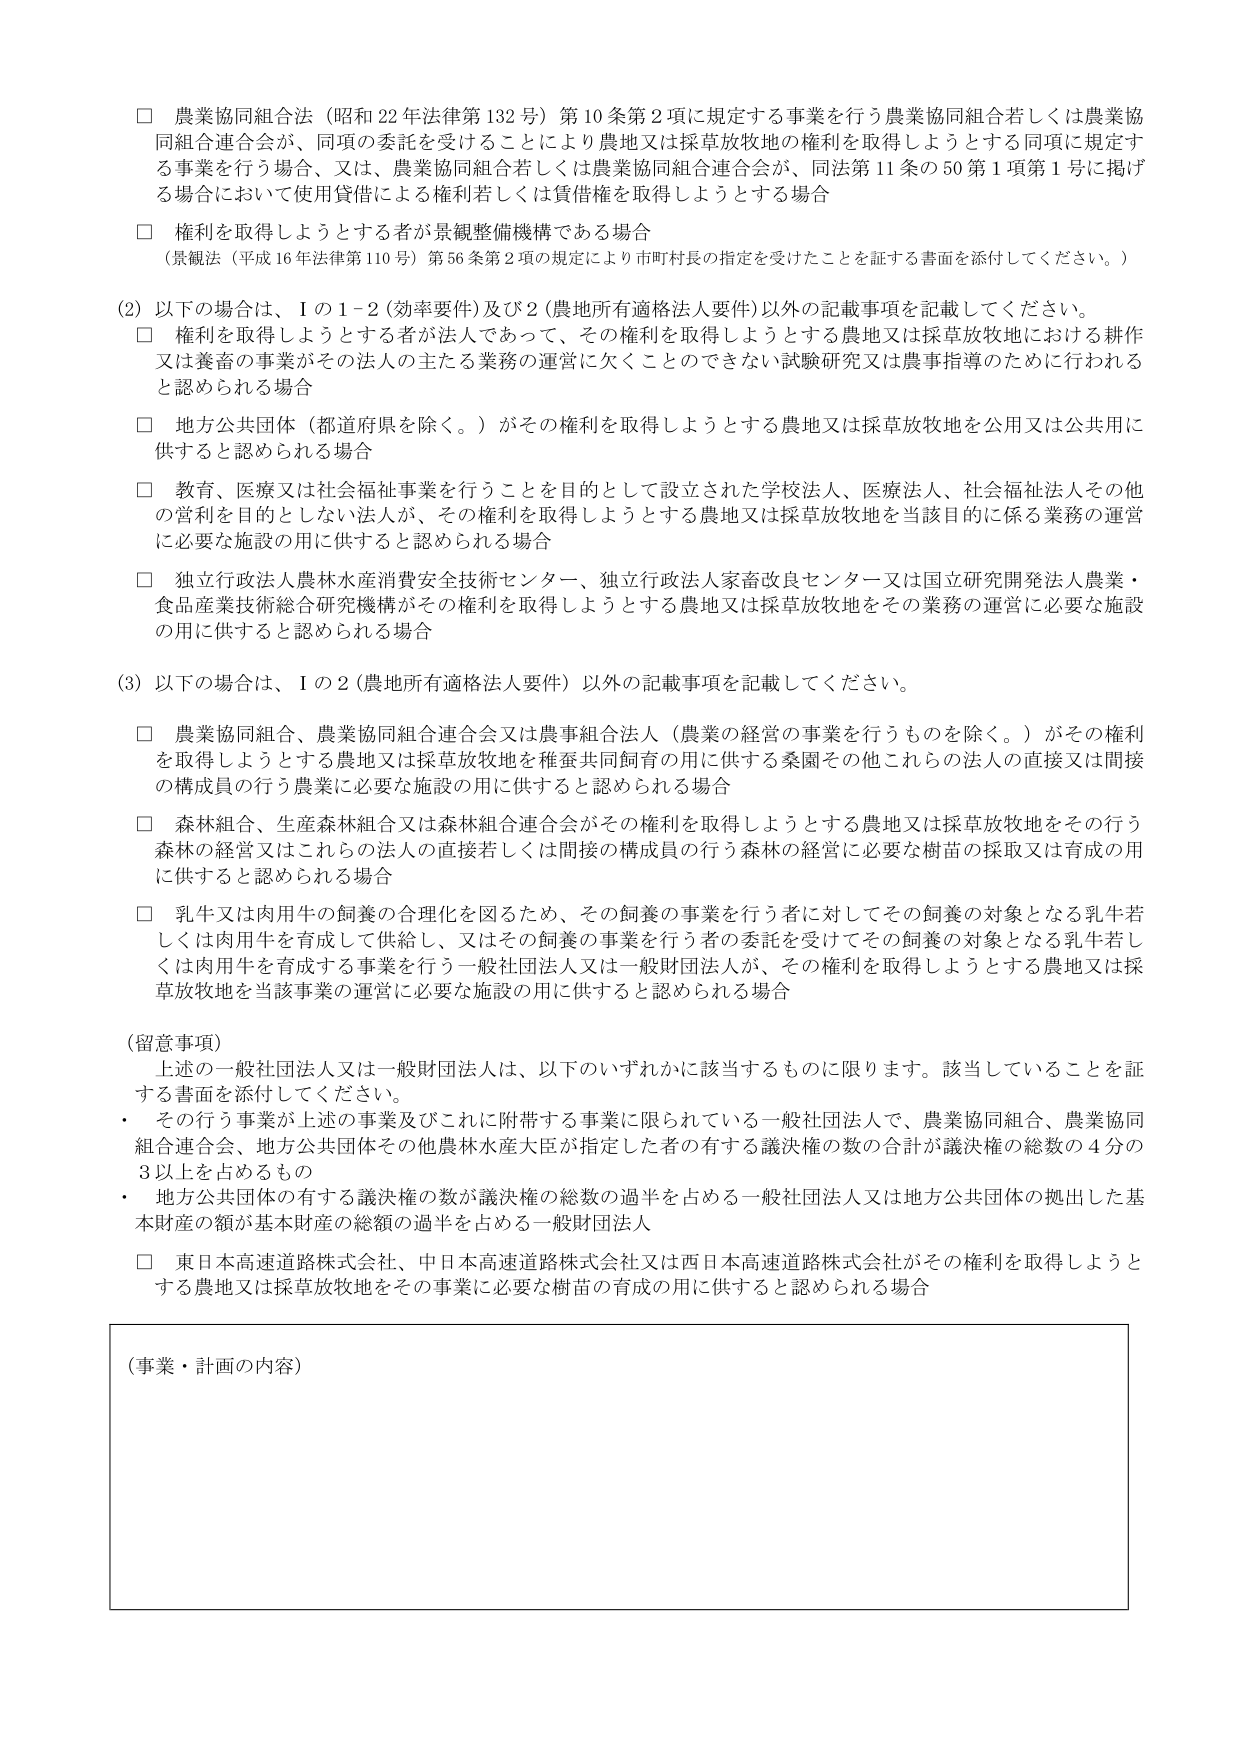 □　農業協同組合法（昭和 22 年法律第 132 号）第 10 条第２項に規定する事業を行う農業協同組合若しくは農業協
同組合連合会が、同項の委託を受けることにより農地又は採草放牧地の権利を取得しようとする同項に規定す
る事業を行う場合、又は、農業協同組合若しくは農業協同組合連合会が、同法第 11 条の 50 第１項第１号に掲げ
る場合において使用貸借による権利若しくは賃借権を取得しようとする場合
□　権利を取得しようとする者が景観整備機構である場合
（景観法（平成 16 年法律第 110 号）第 56 条第２項の規定により市町村長の指定を受けたことを証する書面を添付してください。）
(2)　以下の場合は、Ⅰの１-２(効率要件)及び２(農地所有適格法人要件)以外の記載事項を記載してください。
□　権利を取得しようとする者が法人であって、その権利を取得しようとする農地又は採草放牧地における耕作
又は養畜の事業がその法人の主たる業務の運営に欠くことのできない試験研究又は農事指導のために行われる
と認められる場合
□　地方公共団体（都道府県を除く。）がその権利を取得しようとする農地又は採草放牧地を公用又は公共用に
供すると認められる場合
□　教育、医療又は社会福祉事業を行うことを目的として設立された学校法人、医療法人、社会福祉法人その他
の営利を目的としない法人が、その権利を取得しようとする農地又は採草放牧地を当該目的に係る業務の運営
に必要な施設の用に供すると認められる場合
□　独立行政法人農林水産消費安全技術センター、独立行政法人家畜改良センター又は国立研究開発法人農業・
食品産業技術総合研究機構がその権利を取得しようとする農地又は採草放牧地をその業務の運営に必要な施設
の用に供すると認められる場合
(3)　以下の場合は、Ⅰの２(農地所有適格法人要件）以外の記載事項を記載してください。
□　農業協同組合、農業協同組合連合会又は農事組合法人（農業の経営の事業を行うものを除く。）がその権利
を取得しようとする農地又は採草放牧地を稚蚕共同飼育の用に供する桑園その他これらの法人の直接又は間接
の構成員の行う農業に必要な施設の用に供すると認められる場合
□　森林組合、生産森林組合又は森林組合連合会がその権利を取得しようとする農地又は採草放牧地をその行う
森林の経営又はこれらの法人の直接若しくは間接の構成員の行う森林の経営に必要な樹苗の採取又は育成の用
に供すると認められる場合
□　乳牛又は肉用牛の飼養の合理化を図るため、その飼養の事業を行う者に対してその飼養の対象となる乳牛若
しくは肉用牛を育成して供給し、又はその飼養の事業を行う者の委託を受けてその飼養の対象となる乳牛若し
くは肉用牛を育成する事業を行う一般社団法人又は一般財団法人が、その権利を取得しようとする農地又は採
草放牧地を当該事業の運営に必要な施設の用に供すると認められる場合
（留意事項）
上述の一般社団法人又は一般財団法人は、以下のいずれかに該当するものに限ります。該当していることを証
する書面を添付してください。
・　その行う事業が上述の事業及びこれに附帯する事業に限られている一般社団法人で、農業協同組合、農業協同
組合連合会、地方公共団体その他農林水産大臣が指定した者の有する議決権の数の合計が議決権の総数の４分の
３以上を占めるもの
・　地方公共団体の有する議決権の数が議決権の総数の過半を占める一般社団法人又は地方公共団体の拠出した基
本財産の額が基本財産の総額の過半を占める一般財団法人
□　東日本高速道路株式会社、中日本高速道路株式会社又は西日本高速道路株式会社がその権利を取得しようと
する農地又は採草放牧地をその事業に必要な樹苗の育成の用に供すると認められる場合
（事業・計画の内容）